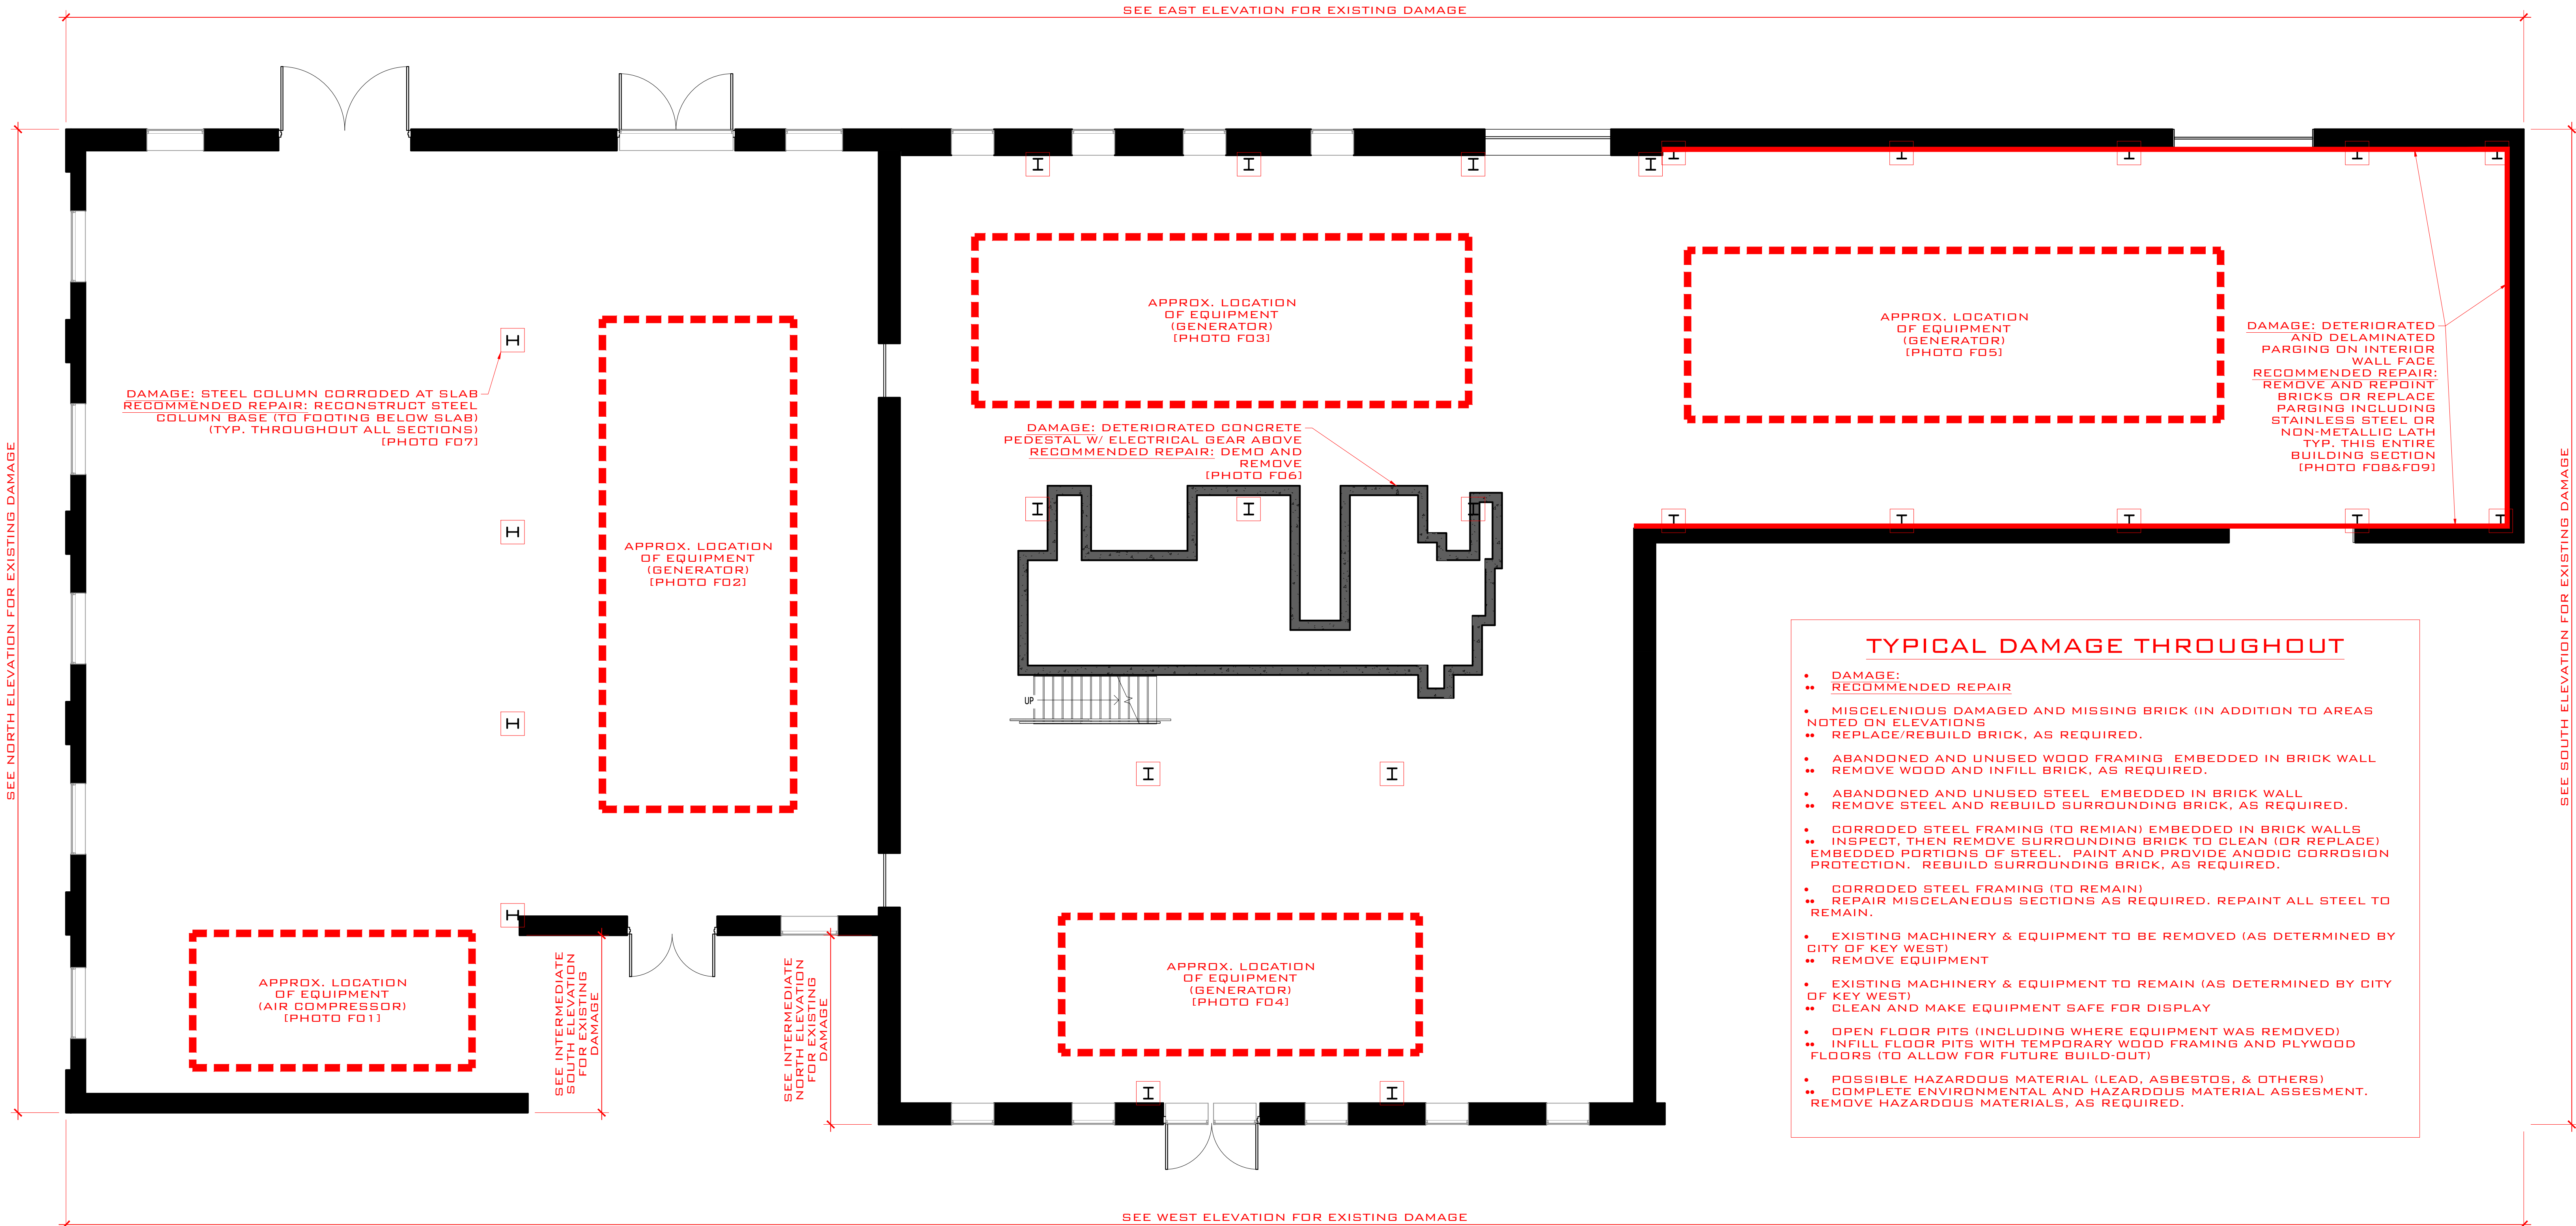 SEE EAST ELEVATION FOR EXISTING DAMAGE
SEE NORTH ELEVATION FOR EXISTING DAMAGE
DAMAGE: STEEL COLUMN CORRODED AT SLAB
RECOMMENDED REPAIR: RECONSTRUCT STEEL
COLUMN BASE (TO FOOTING BELOW SLAB)
(TYP. THROUGHOUT ALL SECTIONS)
[PHOTO F07]
APPROX. LOCATION
OF EQUIPMENT
(GENERATOR)
[PHOTO F02]
APPROX. LOCATION
OF EQUIPMENT
(AIR COMPRESSOR)
[PHOTO F01]
SEE INTERMEDIATE
SOUTH ELEVATION
FOR EXISTING
DAMAGE
SEE INTERMEDIATE
NORTH ELEVATION
FOR EXISTING
DAMAGE
APPROX. LOCATION
OF EQUIPMENT
(GENERATOR)
[PHOTO F03]
DAMAGE: DETERIORATED CONCRETE
PEDESTAL W/ ELECTRICAL GEAR ABOVE
RECOMMENDED REPAIR: DEMO AND
REMOVE
[PHOTO F06]
UP
APPROX. LOCATION
OF EQUIPMENT
(GENERATOR)
[PHOTO F04]
APPROX. LOCATION
OF EQUIPMENT
(GENERATOR)
[PHOTO F05]
DAMAGE: DETERIORATED
AND DELAMINATED
PARGING ON INTERIOR
WALL FACE
RECOMMENDED REPAIR:
REMOVE AND REPOINT
BRICKS OR REPLACE
PARGING INCLUDING
STAINLESS STEEL OR
NON-METALLIC LATH
TYP. THIS ENTIRE
BUILDING SECTION
[PHOTO F08&F09]
SEE SOUTH ELEVATION FOR EXISTING DAMAGE
TYPICAL DAMAGE THROUGHOUT
• DAMAGE:
•• RECOMMENDED REPAIR
• MISCELENIOUS DAMAGED AND MISSING BRICK (IN ADDITION TO AREAS
NOTED ON ELEVATIONS
•• REPLACE/REBUILD BRICK, AS REQUIRED.
• ABANDONED AND UNUSED WOOD FRAMING EMBEDDED IN BRICK WALL
•• REMOVE WOOD AND INFILL BRICK, AS REQUIRED.
• ABANDONED AND UNUSED STEEL EMBEDDED IN BRICK WALL
•• REMOVE STEEL AND REBUILD SURROUNDING BRICK, AS REQUIRED.
• CORRODED STEEL FRAMING (TO REMIAN) EMBEDDED IN BRICK WALLS
•• INSPECT, THEN REMOVE SURROUNDING BRICK TO CLEAN (OR REPLACE)
EMBEDDED PORTIONS OF STEEL. PAINT AND PROVIDE ANODIC CORROSION
PROTECTION. REBUILD SURROUNDING BRICK, AS REQUIRED.
• CORRODED STEEL FRAMING (TO REMAIN)
•• REPAIR MISCELANEOUS SECTIONS AS REQUIRED. REPAINT ALL STEEL TO
REMAIN.
• EXISTING MACHINERY & EQUIPMENT TO BE REMOVED (AS DETERMINED BY
CITY OF KEY WEST)
•• REMOVE EQUIPMENT
• EXISTING MACHINERY & EQUIPMENT TO REMAIN (AS DETERMINED BY CITY
OF KEY WEST)
•• CLEAN AND MAKE EQUIPMENT SAFE FOR DISPLAY
• OPEN FLOOR PITS (INCLUDING WHERE EQUIPMENT WAS REMOVED)
•• INFILL FLOOR PITS WITH TEMPORARY WOOD FRAMING AND PLYWOOD
FLOORS (TO ALLOW FOR FUTURE BUILD-OUT)
• POSSIBLE HAZARDOUS MATERIAL (LEAD, ASBESTOS, & OTHERS)
•• COMPLETE ENVIRONMENTAL AND HAZARDOUS MATERIAL ASSESMENT.
REMOVE HAZARDOUS MATERIALS, AS REQUIRED.
SEE WEST ELEVATION FOR EXISTING DAMAGE